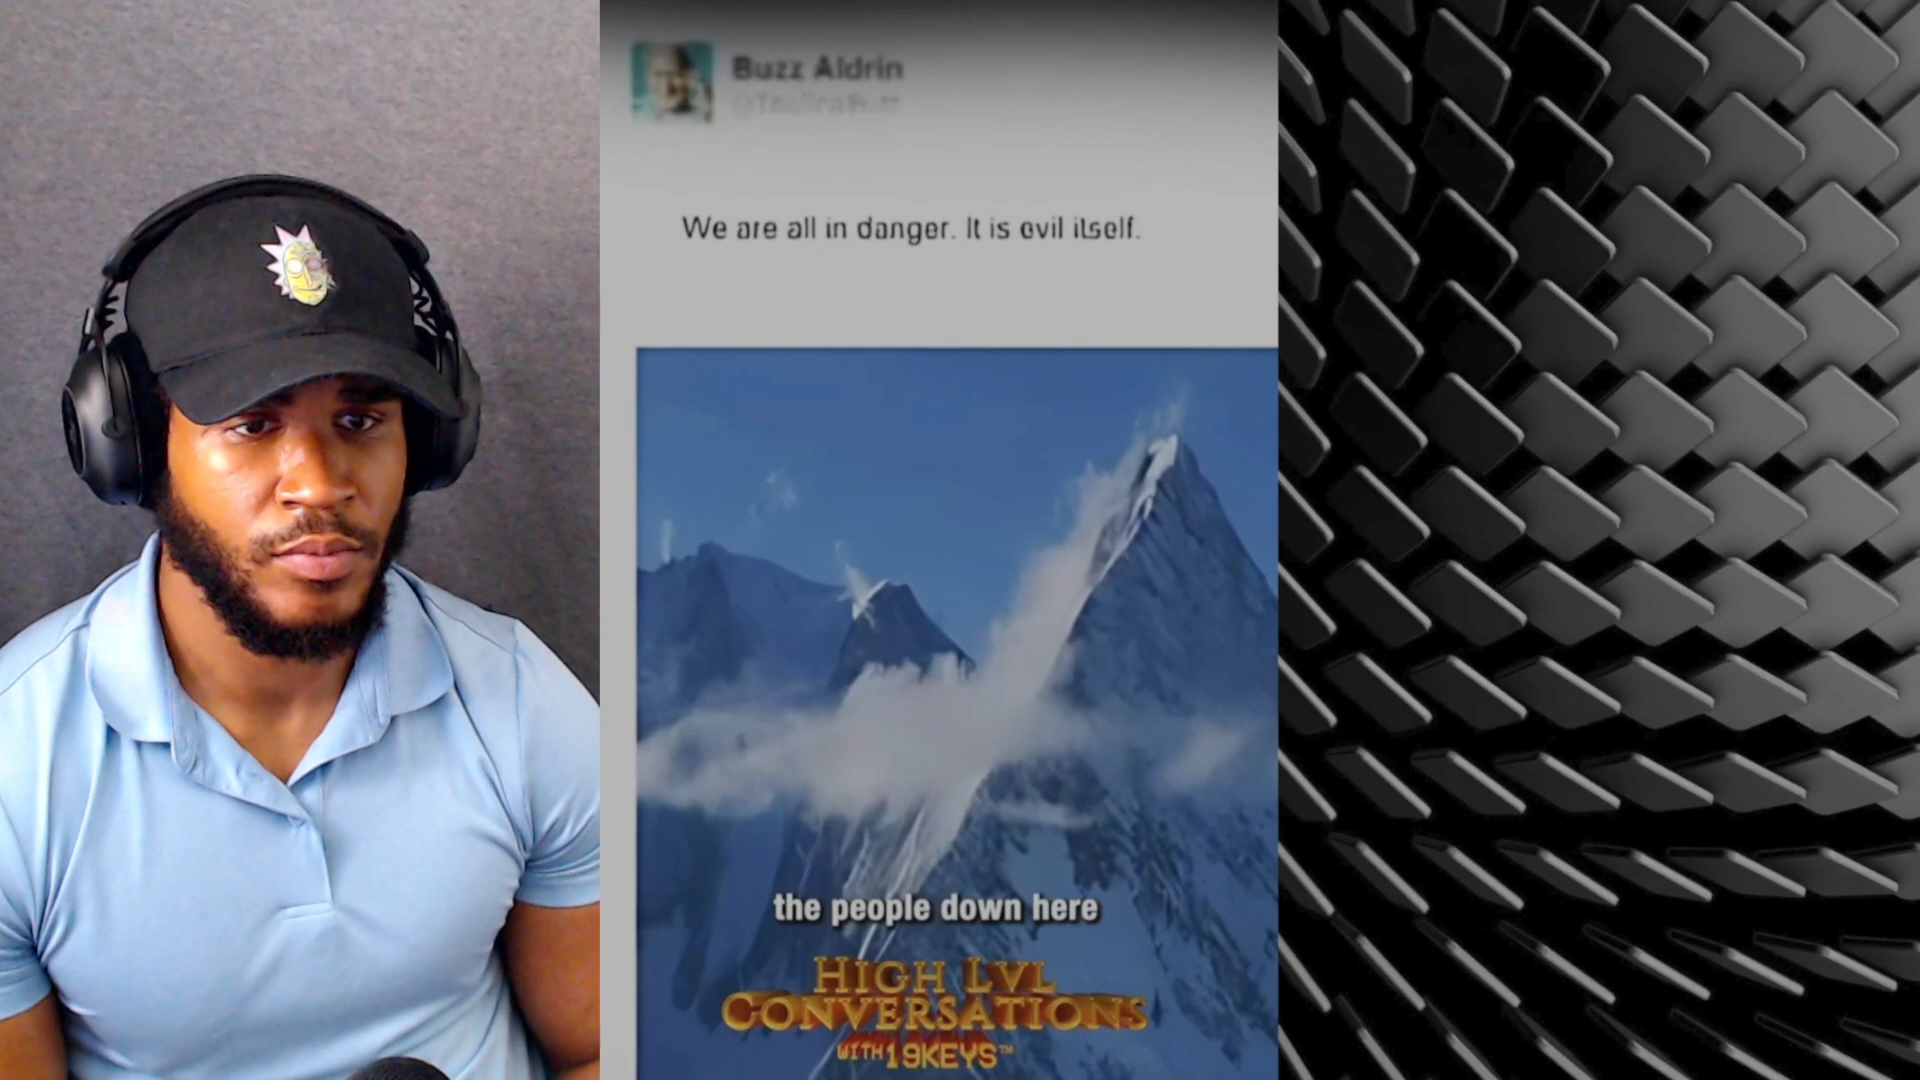 Buzz Aldrin
We are all in danger. It is evil itself.
the people down here
HIGH LVL
CONVERSATIONS
WITH 19KEYS™